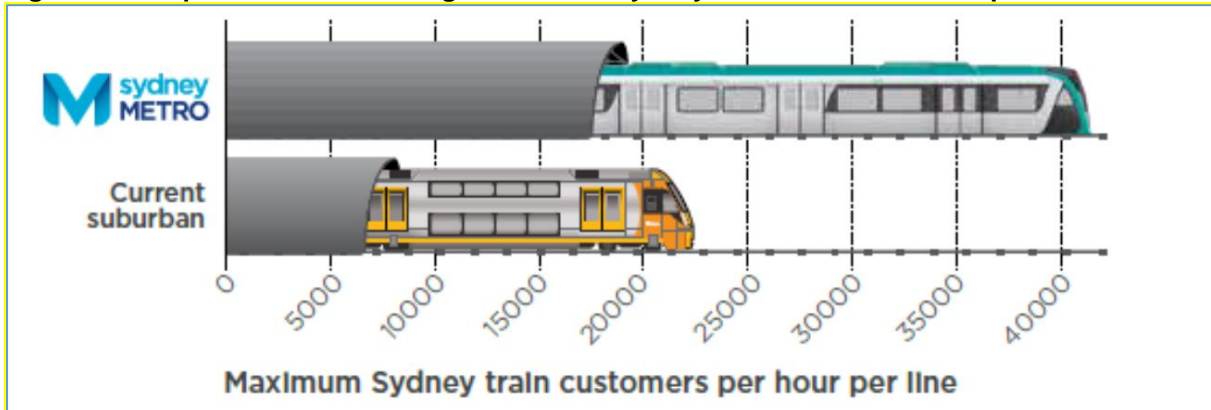 sydney
METRO
Current
suburban
0
5000
10000
15000
20000
25000
30000
35000
40000
Maximum Sydney train customers per hour per line